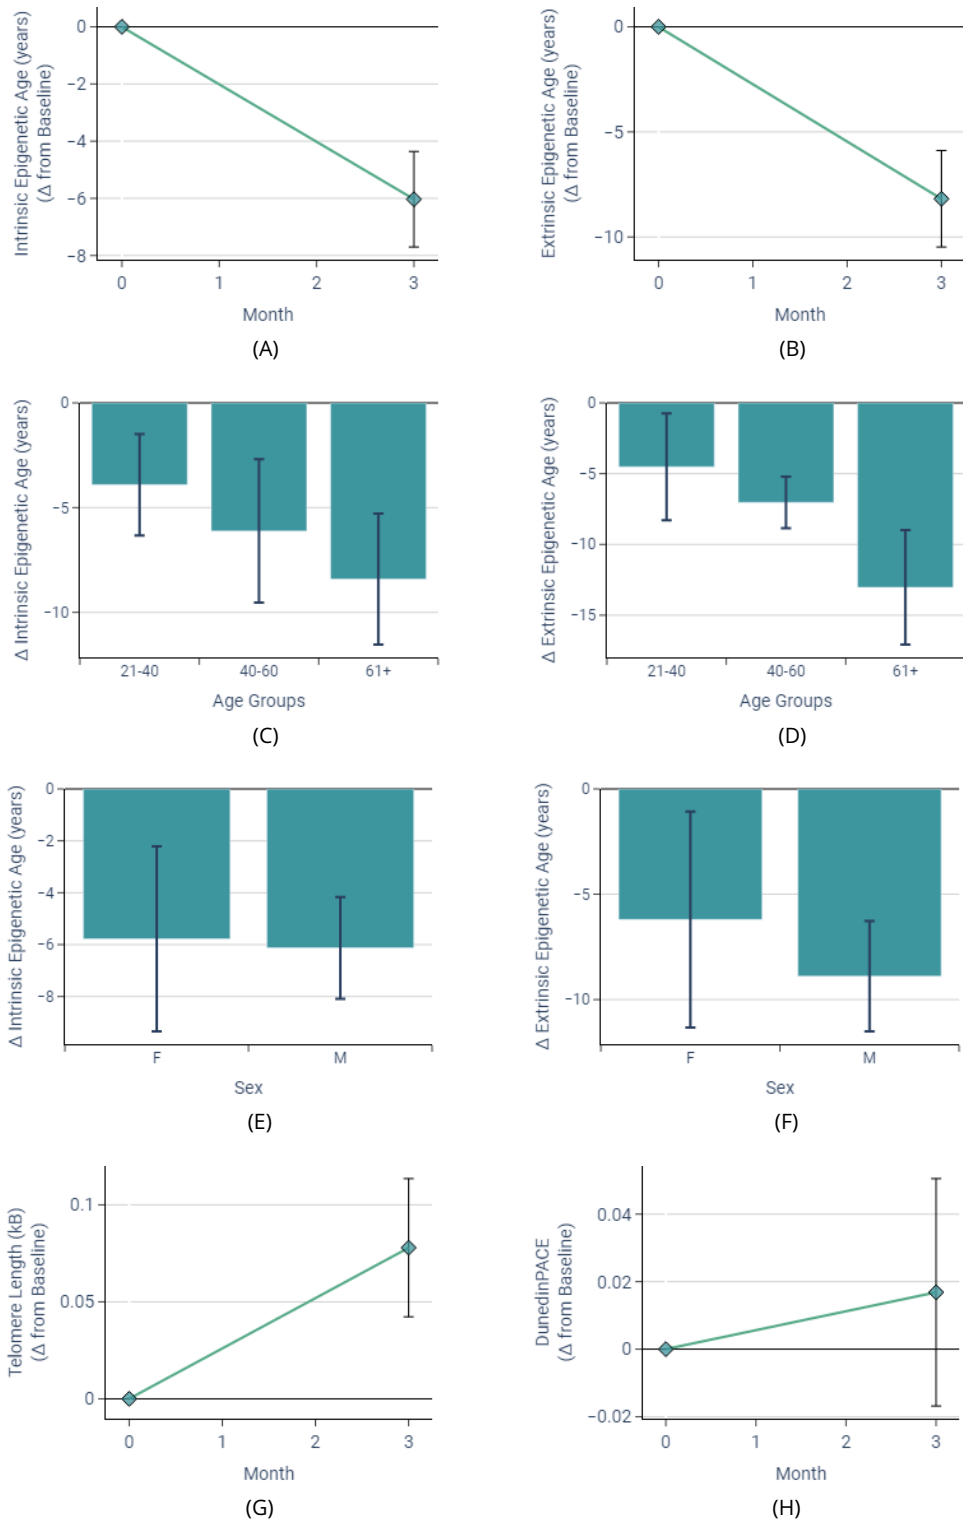 Intrinsic Epigenetic Age (years)
(Δ from Baseline)
0
−2
−4
−6
−8
0 1 2 3
Month
(A)
Extrinsic Epigenetic Age (years)
(Δ from Baseline)
0
−5
−10
0 1 2 3
Month
(B)
Δ Intrinsic Epigenetic Age (years)
0
−5
−10
21-40 40-60 61+
Age Groups
(C)
Δ Extrinsic Epigenetic Age (years)
0
−5
−10
−15
21-40 40-60 61+
Age Groups
(D)
Δ Intrinsic Epigenetic Age (years)
0
−2
−4
−6
−8
F M
Sex
(E)
Δ Extrinsic Epigenetic Age (years)
0
−5
−10
F M
Sex
(F)
Telomere Length (kB)
(Δ from Baseline)
0.1
0.05
0
0 1 2 3
Month
(G)
DunedinPACE
(Δ from Baseline)
0.04
0.02
0
−0.02
0 1 2 3
Month
(H)